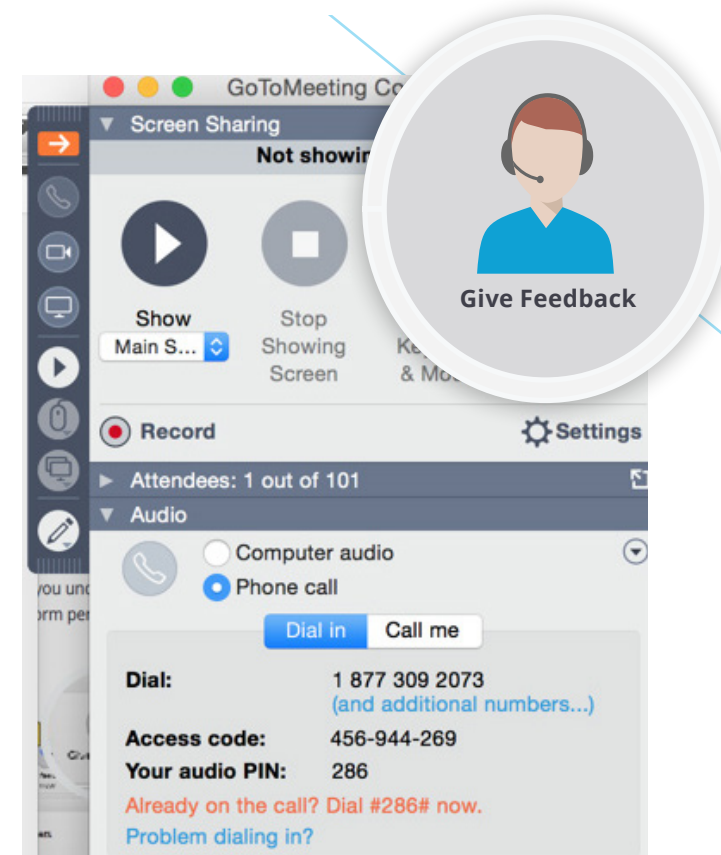 GoToMeeting
Screen Sharing
Not showin
Give Feedback
Show
Main S...
Stop
Showing
Screen
& Mou
Record
Settings
Attendees: 1 out of 101
Audio
Computer audio
Phone call
you und
orm per
Dial in
Call me
Dial:
1 877 309 2073
(and additional numbers...)
Access code:
456-944-269
Your audio PIN:
286
Already on the call? Dial #286# now.
Problem dialing in?